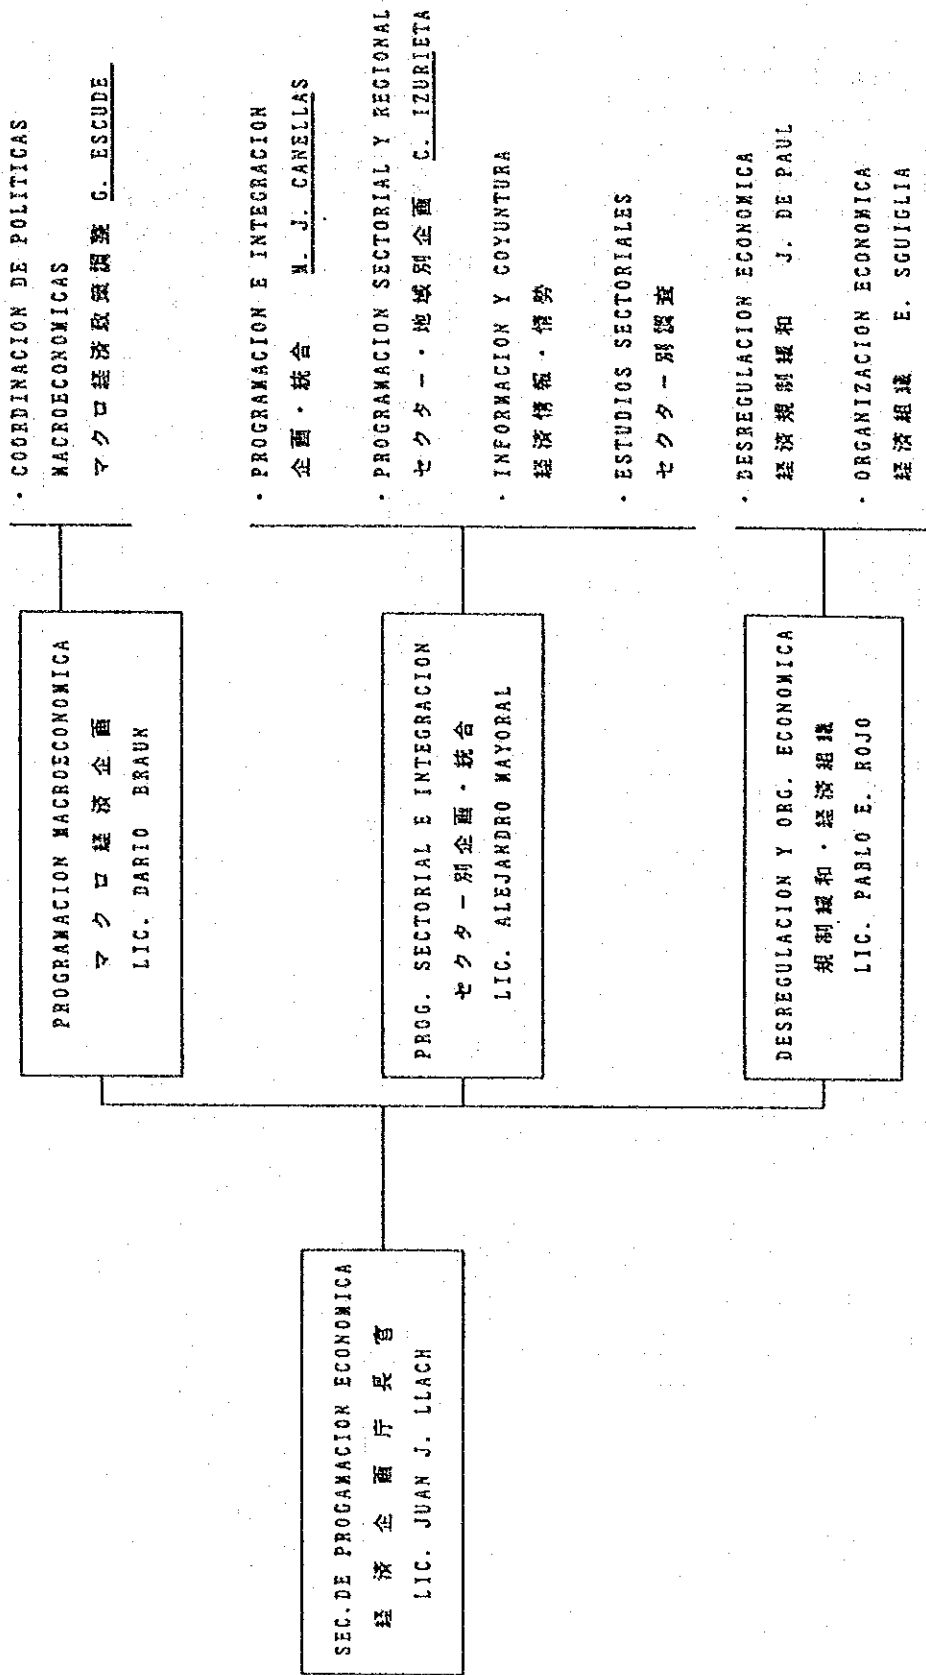 SEC.DE PROGAMACION ECONOMICA
経済企画庁長官
LIC. JUAN J. LLACH
PROGRAMACION MACROECONOMICA
マクロ経済企画
LIC. DARIO BRAUN
・COORDINACION DE POLITICAS
MACROECONOMICAS
マクロ経済政策調整 G. ESCUDE
PROG. SECTORIAL E INTEGRACION
セクター別企画・統合
LIC. ALEJANDRO MAYORAL
・PROGRAMACION E INTEGRACION
企画・統合 M. J. CANELLAS
・PROGRAMACION SECTORIAL Y REGIONAL
セクター・地域別企画 C. IZURIETA
・INFORMACION Y COYUNTURA
経済情報・情勢
・ESTUDIOS SECTORIALES
セクター別調査
DESREGULACION Y ORG. ECONOMICA
規制緩和・経済組織
LIC. PABLO E. ROJO
・DESREGULACION ECONOMICA
経済規制緩和 J. DE PAUL
・ORGANIZACION ECONOMICA
経済組織 E. SGUIGLIA